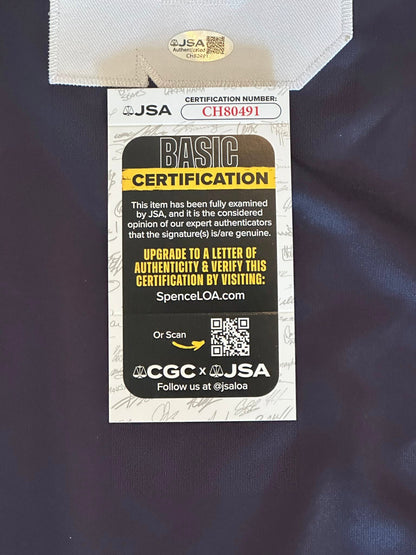 JSA
Authenticated
CH80491
JSA
CERTIFICATION NUMBER:
CH80491
BASIC
CERTIFICATION
This item has been fully examined
by JSA, and it is the considered
opinion of our expert authenticators
that the signature(s) is/are genuine.
UPGRADE TO A LETTER OF
AUTHENTICITY & VERIFY THIS
CERTIFICATION BY VISITING:
SpenceLOA.com
Or Scan
CGC x JSA
Follow us at @jsaloa